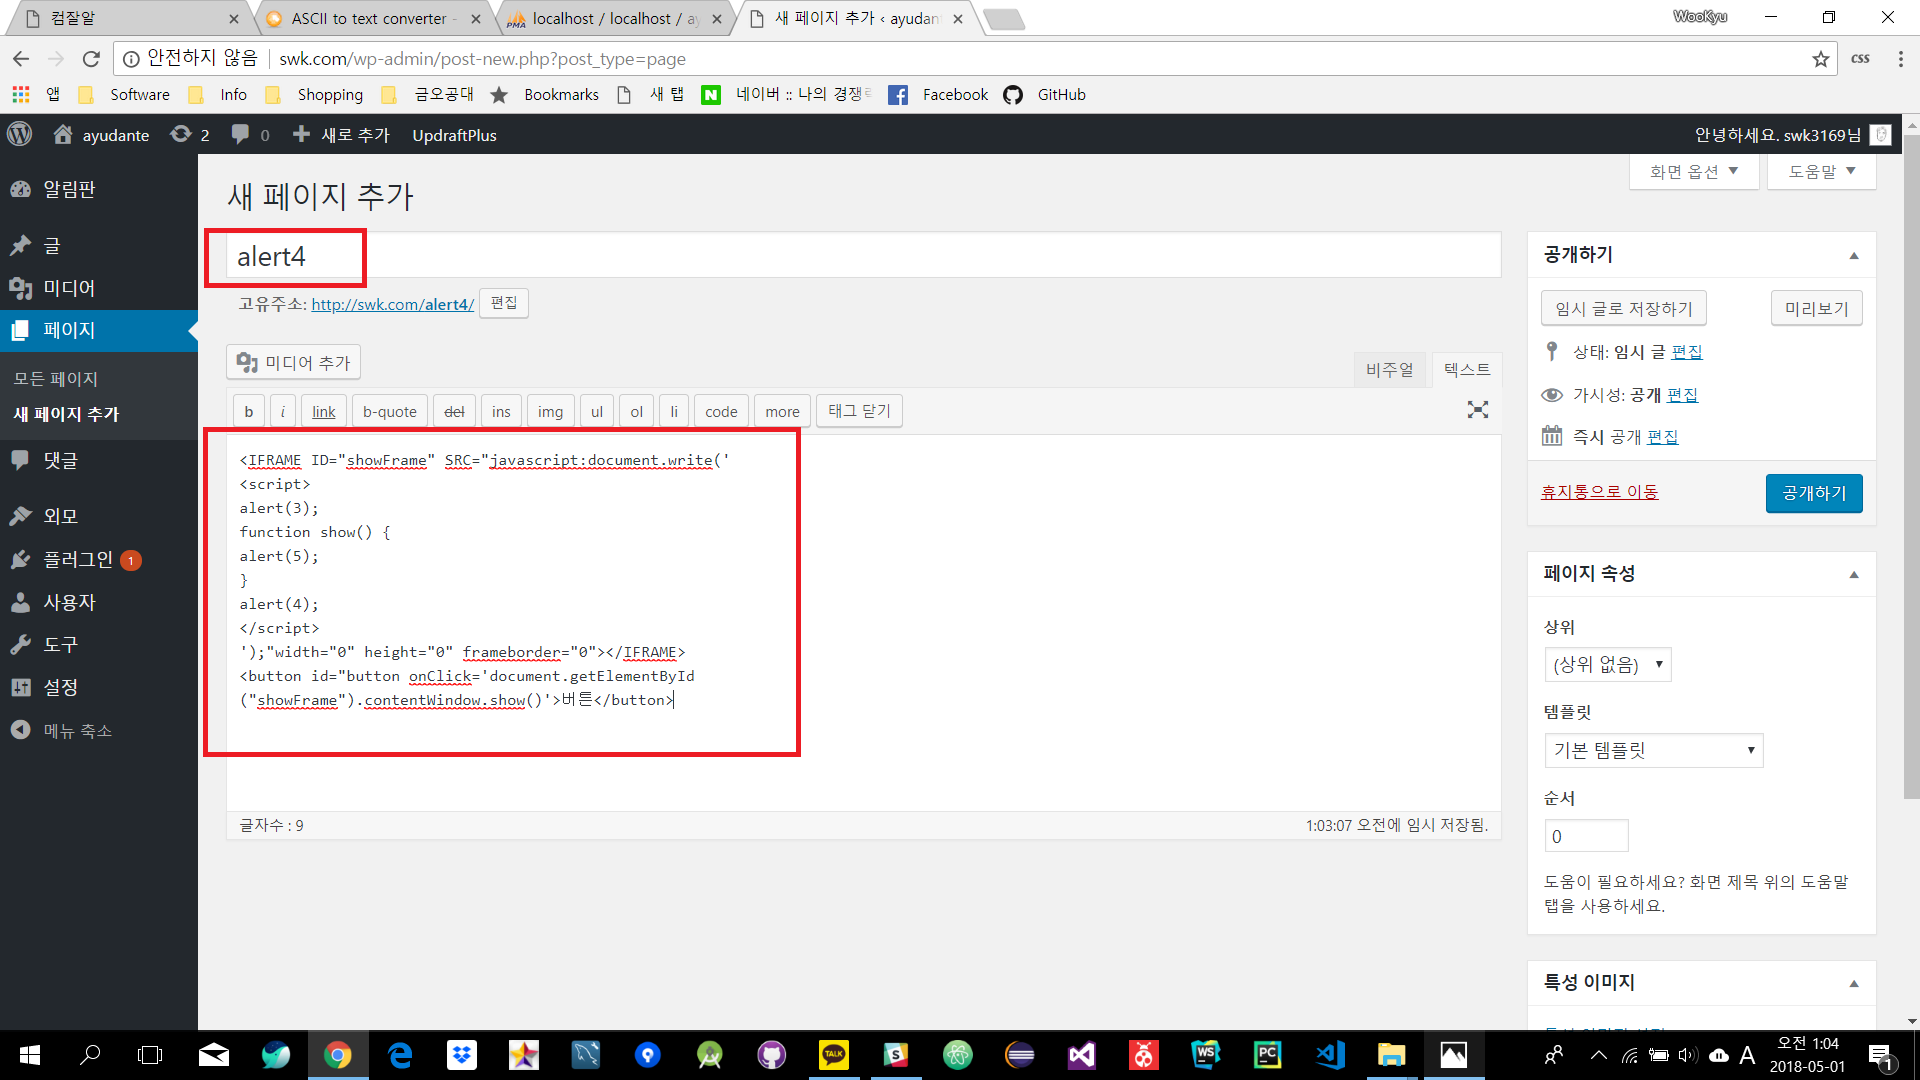 컴잘알
ASCII to text converter -
localhost / localhost / ay
새 페이지 추가 ‹ ayudan
WooKyu
안전하지 않음
swk.com/wp-admin/post-new.php?post_type=page
css
앱
Software
Info
Shopping
금오공대
Bookmarks
새 탭
네이버 :: 나의 경쟁
Facebook
GitHub
ayudante
2
0
새로 추가
UpdraftPlus
안녕하세요. swk3169님
알림판
글
미디어
페이지
모든 페이지
새 페이지 추가
댓글
외모
플러그인 1
사용자
도구
설정
메뉴 축소
새 페이지 추가
화면 옵션
도움말
alert4
고유주소: http://swk.com/alert4/ 편집
미디어 추가
비주얼
텍스트
b
i
link
b-quote
del
ins
img
ul
ol
li
code
more
태그 닫기
<IFRAME ID="showFrame" SRC="javascript:document.write('
<script>
alert(3);
function show() {
alert(5);
}
alert(4);
</script>
');"width="0" height="0" frameborder="0"></IFRAME>
<button id="button onClick='document.getElementById
("showFrame").contentWindow.show()'>버튼</button>
글자수 : 9
1:03:07 오전에 임시 저장됨.
공개하기
임시 글로 저장하기
미리보기
상태: 임시 글 편집
가시성: 공개 편집
즉시 공개 편집
휴지통으로 이동
공개하기
페이지 속성
상위
(상위 없음)
템플릿
기본 템플릿
순서
0
도움이 필요하세요? 화면 제목 위의 도움말
탭을 사용하세요.
특성 이미지
TALK
WS
PC
A
오전 1:04
2018-05-01
1